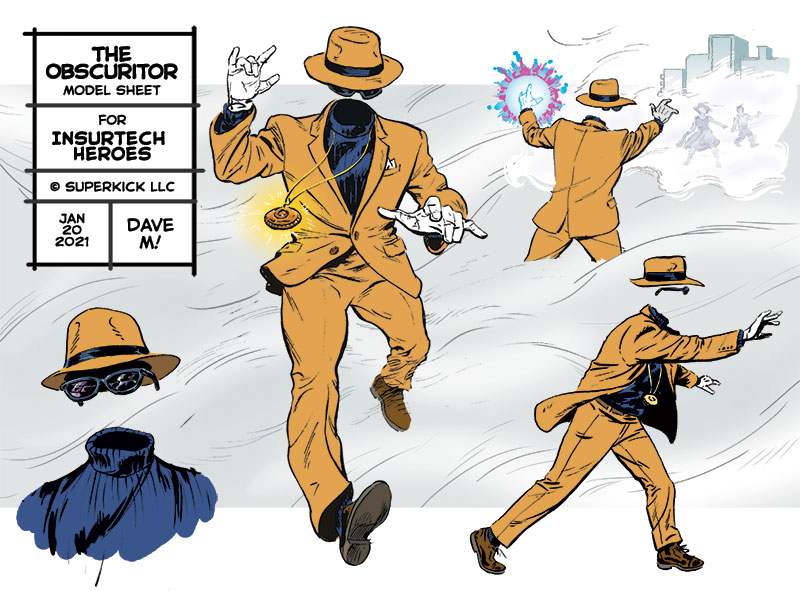 THE
OBSCURITOR
MODEL SHEET
FOR
INSURTECH
HEROES
© SUPERKICK LLC
JAN
20
2021
DAVE
M!